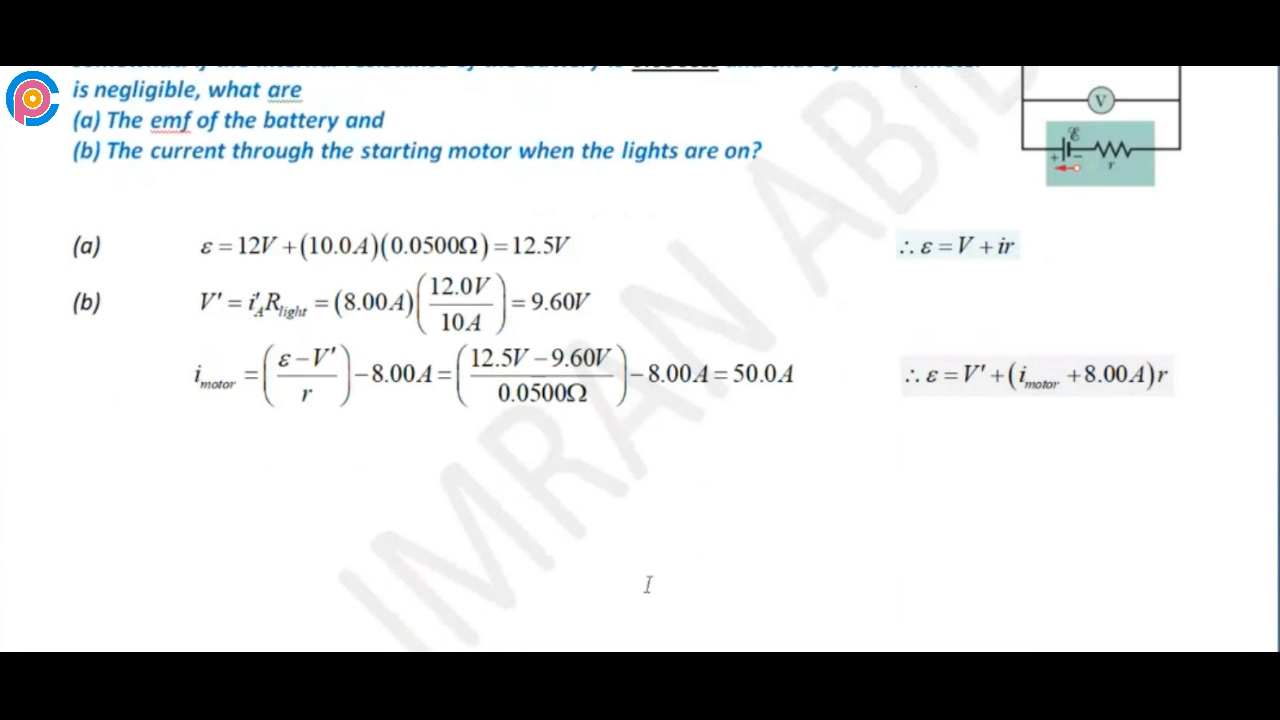 is negligible, what are
(a) The emf of the battery and
(b) The current through the starting motor when the lights are on?
V
ℰ
+ −
r
(a) ε = 12V + (10.0A)(0.0500Ω) = 12.5V ∴ ε = V + ir
(b) V' = i'_A R_light = (8.00A)(12.0V / 10A) = 9.60V
i_motor = ((ε − V') / r) − 8.00A = ((12.5V − 9.60V) / 0.0500Ω) − 8.00A = 50.0A ∴ ε = V' + (i_motor + 8.00A)r
IMRAN ABID